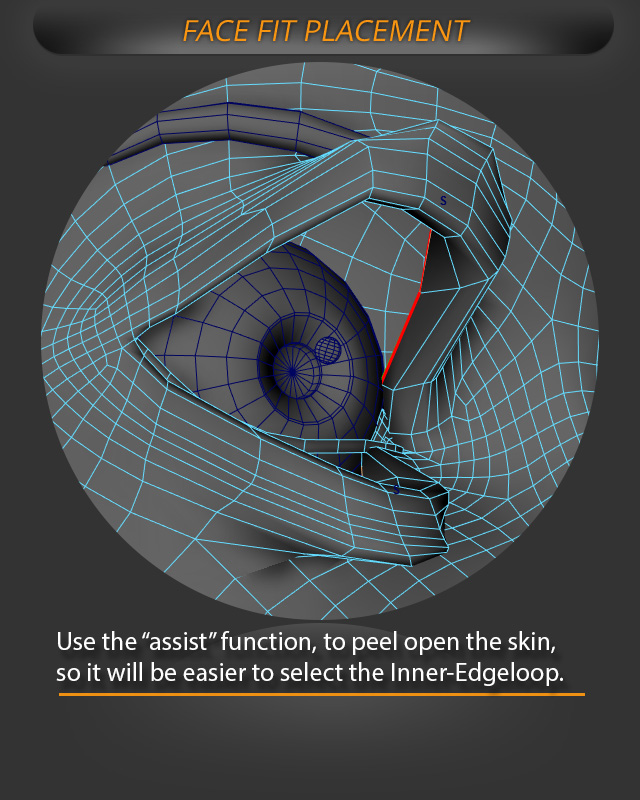 FACE FIT PLACEMENT
S
S
Use the “assist” function, to peel open the skin,
so it will be easier to select the Inner-Edgeloop.